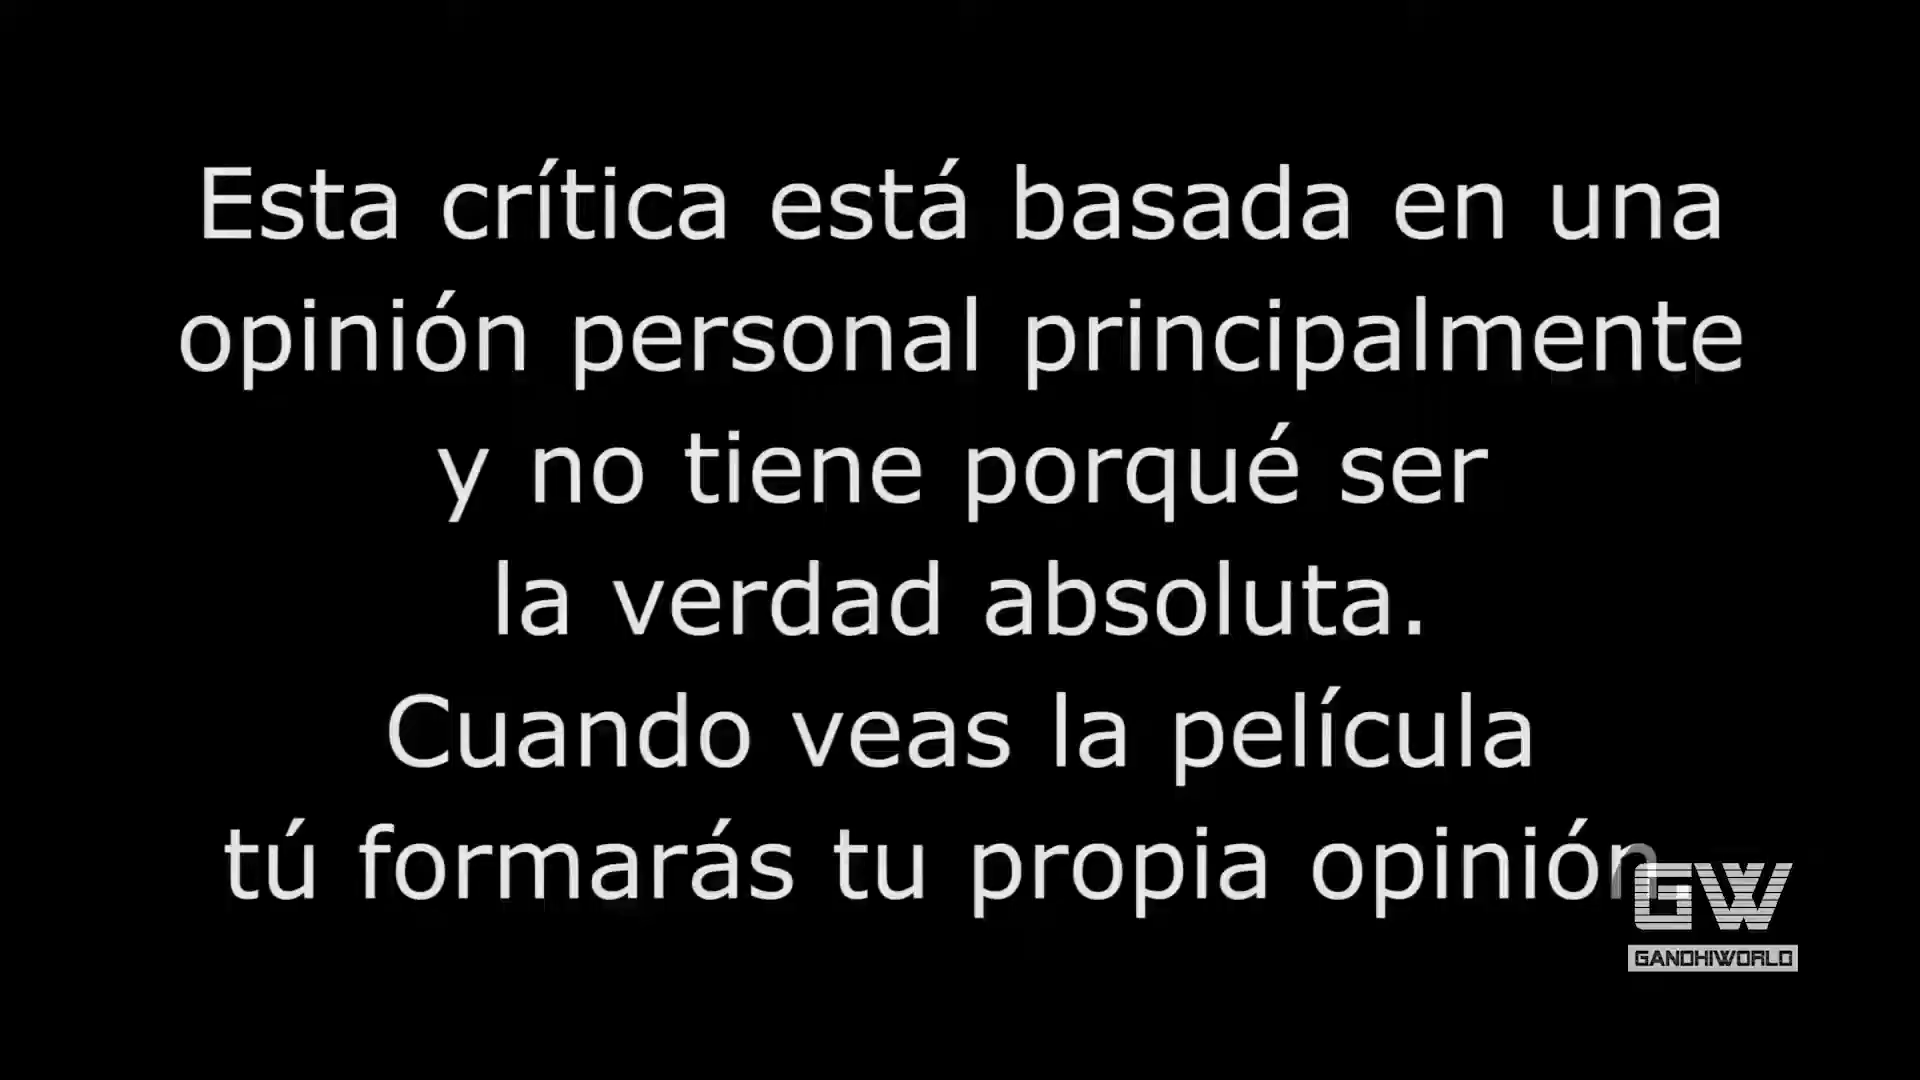 Esta crítica está basada en una
opinión personal principalmente
y no tiene porqué ser
la verdad absoluta.
Cuando veas la película
tú formarás tu propia opinión
GW
GANDHIWORLD